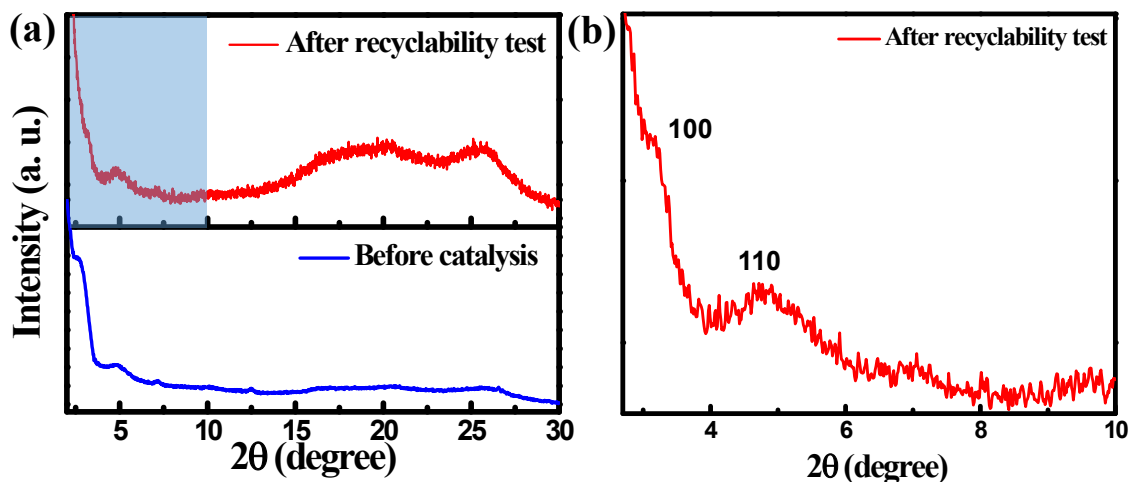 (a)
After recyclability test
Before catalysis
Intensity (a. u.)
5 10 15 20 25 30
2θ (degree)
(b)
After recyclability test
100
110
4 6 8 10
2θ (degree)